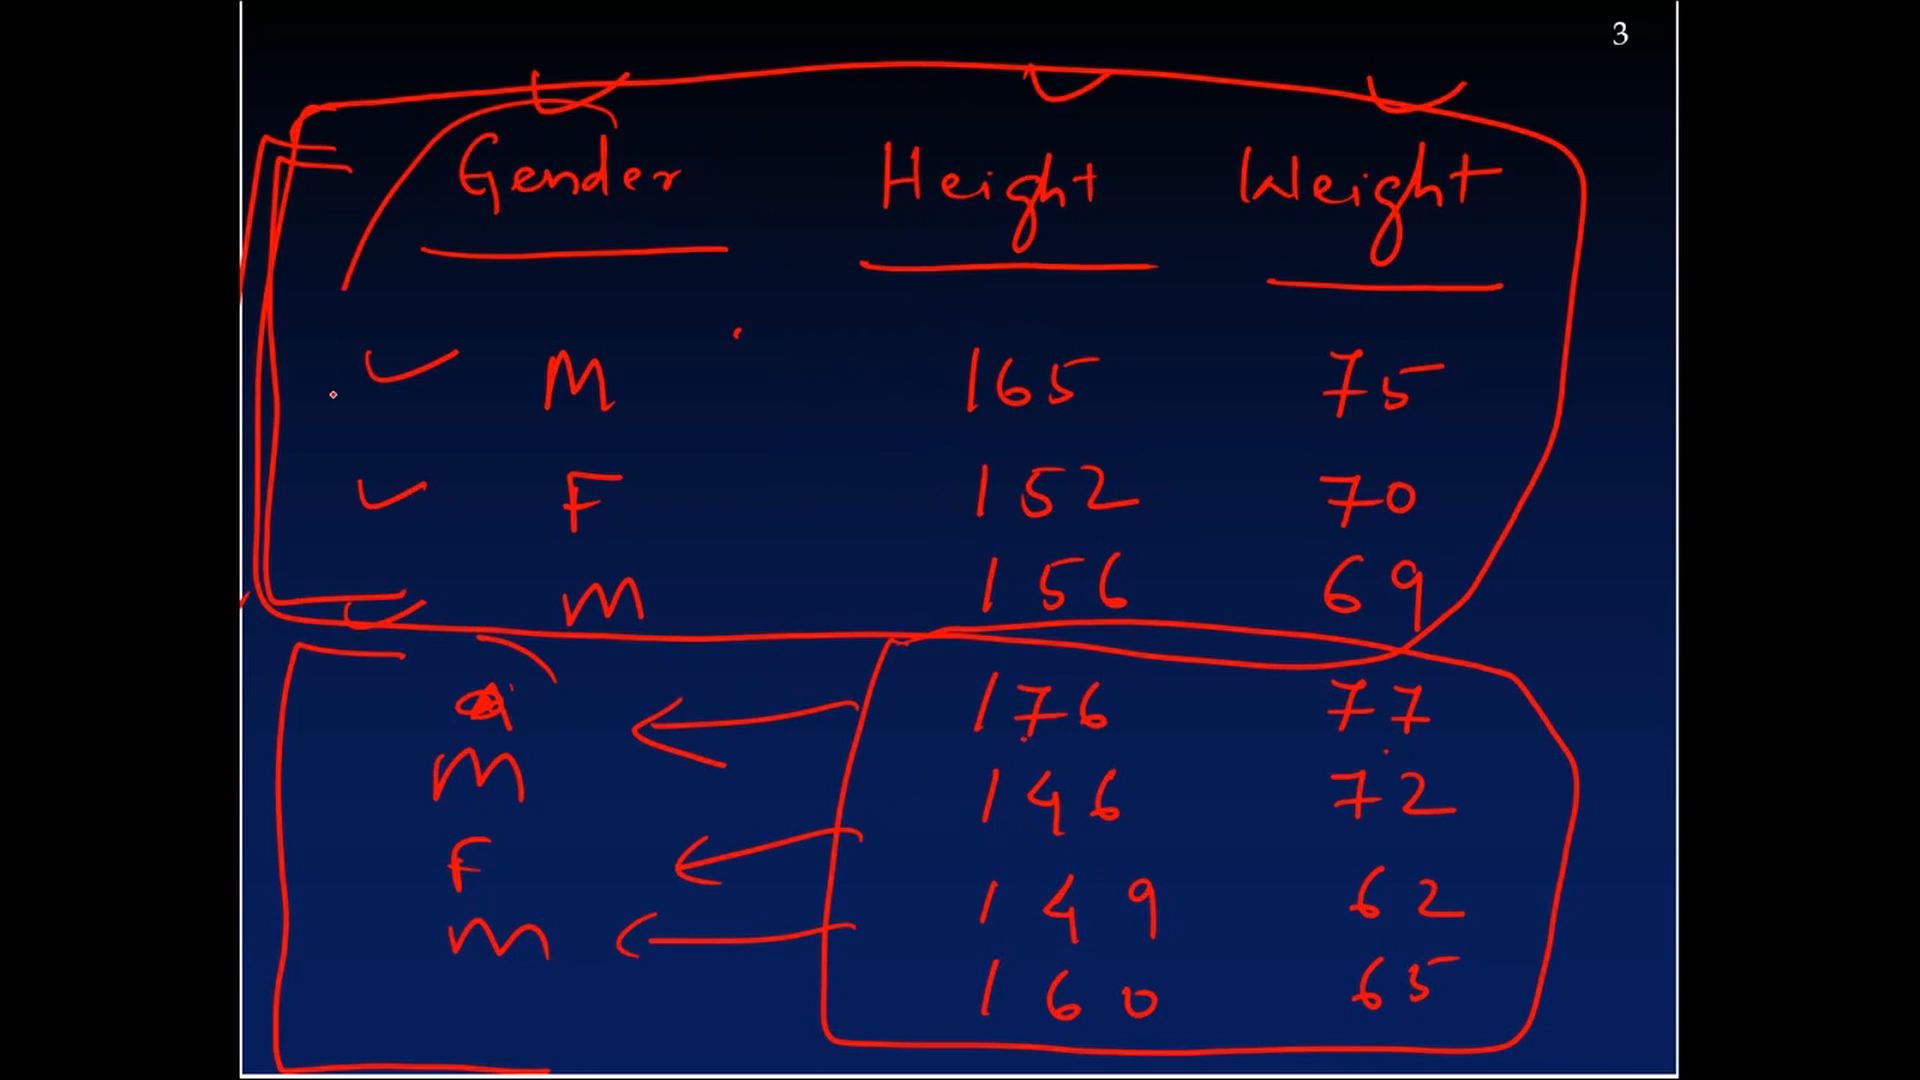 3
Gender Height Weight
M 165 75
F 152 70
M 156 69
176 77
M 146 72
F 149 62
M 160 65